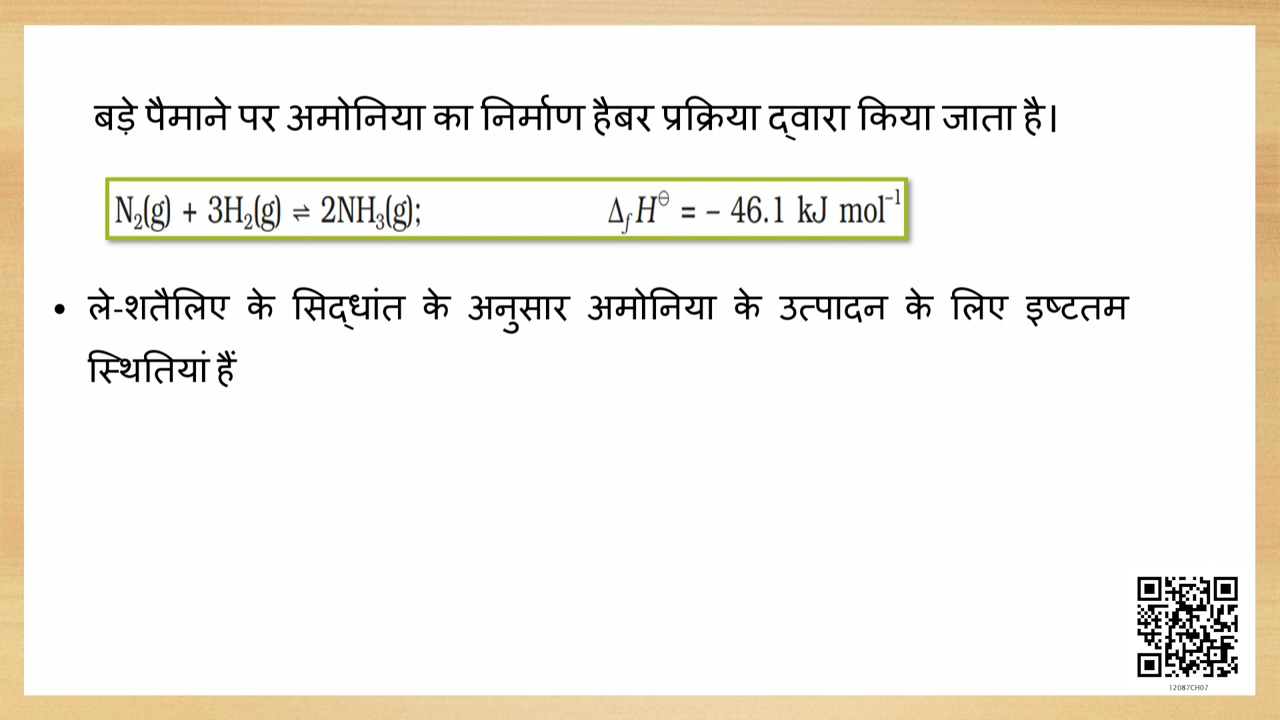 बड़े पैमाने पर अमोनिया का निर्माण हैबर प्रक्रिया द्वारा किया जाता है।
N₂(g) + 3H₂(g) ⇌ 2NH₃(g); Δ_fH^⊖ = – 46.1 kJ mol⁻¹
• ले-शतैलिए के सिद्धांत के अनुसार अमोनिया के उत्पादन के लिए इष्टतम
स्थितियां हैं
12087CH07